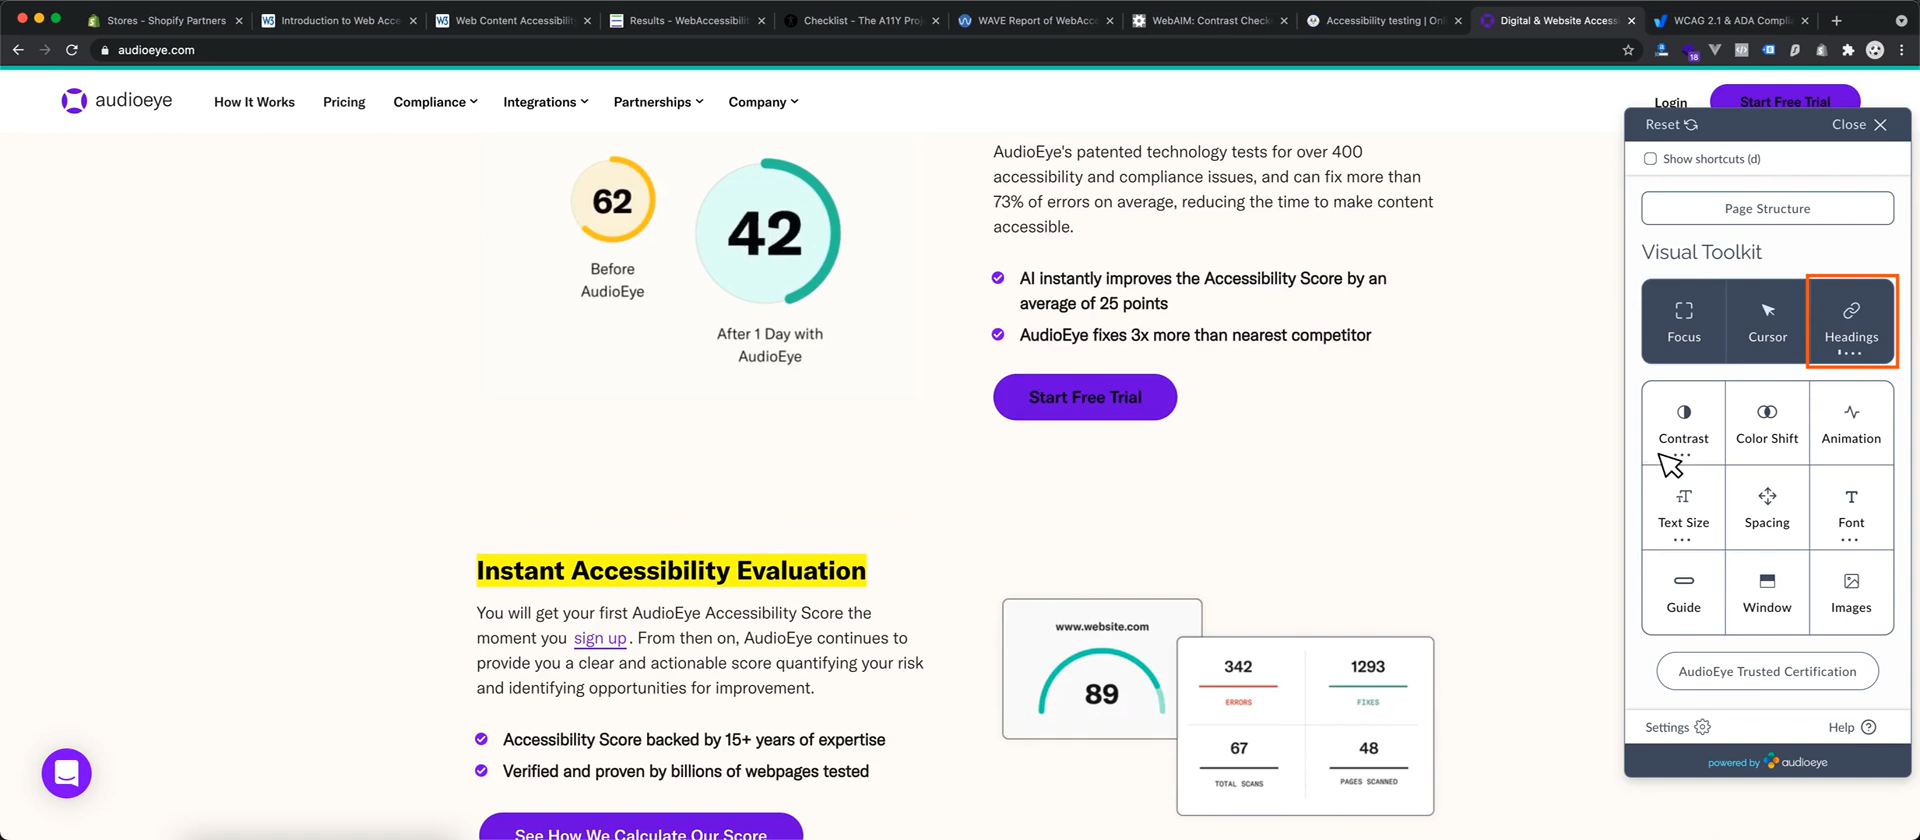 Stores - Shopify Partners
Introduction to Web Acce
Web Content Accessibility
Results - WebAccessibilit
Checklist - The A11Y Proj
WAVE Report of WebAcc
WebAIM: Contrast Check
Accessibility testing | Onl
Digital & Website Access
WCAG 2.1 & ADA Compli
audioeye.com
18
audioeye
How It Works
Pricing
Compliance
Integrations
Partnerships
Company
Login
Start Free Trial
62
Before
AudioEye
42
After 1 Day with
AudioEye
AudioEye's patented technology tests for over 400
accessibility and compliance issues, and can fix more than
73% of errors on average, reducing the time to make content
accessible.
AI instantly improves the Accessibility Score by an
average of 25 points
AudioEye fixes 3x more than nearest competitor
Start Free Trial
Instant Accessibility Evaluation
You will get your first AudioEye Accessibility Score the
moment you sign up. From then on, AudioEye continues to
provide you a clear and actionable score quantifying your risk
and identifying opportunities for improvement.
Accessibility Score backed by 15+ years of expertise
Verified and proven by billions of webpages tested
See How We Calculate Our Score
www.website.com
89
342
ERRORS
1293
FIXES
67
TOTAL SCANS
48
PAGES SCANNED
Reset
Close
Show shortcuts (d)
Page Structure
Visual Toolkit
Focus
Cursor
Headings
Contrast
Color Shift
Animation
Text Size
Spacing
Font
Guide
Window
Images
AudioEye Trusted Certification
Settings
Help
powered by audioeye